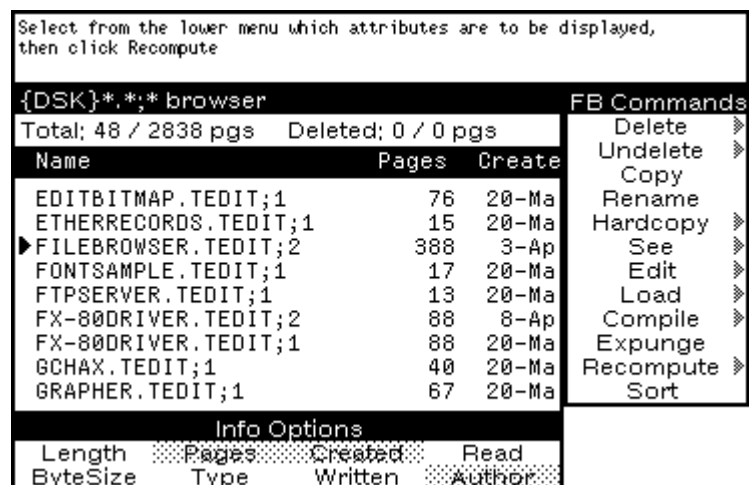 Select from the lower menu which attributes are to be displayed,
then click Recompute
{DSK}*.*;* browser
Total: 48 / 2838 pgs Deleted: 0 / 0 pgs
Name Pages Create
EDITBITMAP.TEDIT;1 76 20-Ma
ETHERRECORDS.TEDIT;1 15 20-Ma
FILEBROWSER.TEDIT;2 388 3-Ap
FONTSAMPLE.TEDIT;1 17 20-Ma
FTPSERVER.TEDIT;1 13 20-Ma
FX-80DRIVER.TEDIT;2 88 8-Ap
FX-80DRIVER.TEDIT;1 88 20-Ma
GCHAX.TEDIT;1 40 20-Ma
GRAPHER.TEDIT;1 67 20-Ma
FB Commands
Delete
Undelete
Copy
Rename
Hardcopy
See
Edit
Load
Compile
Expunge
Recompute
Sort
Info Options
Length Pages Created Read
ByteSize Type Written Author